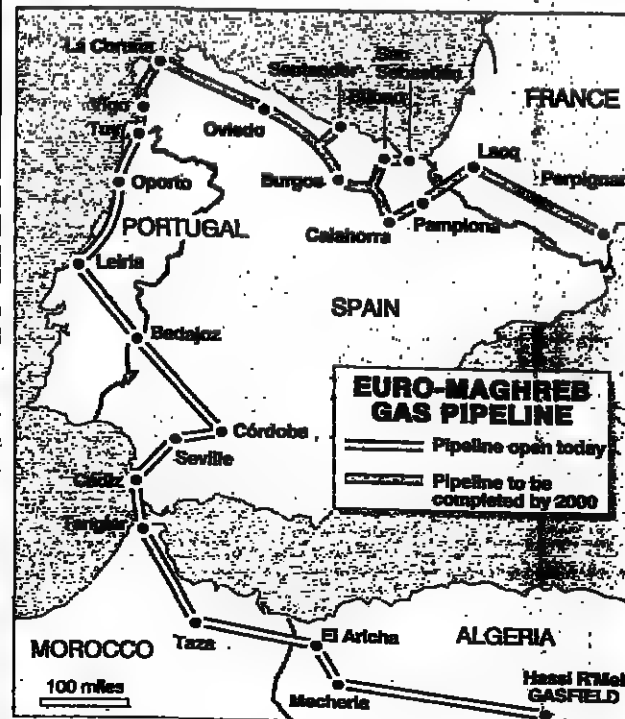 La Coruna
Santander
San
Sebastián
Bilbao
FRANCE
Vigo
Tuy
Oviedo
Lacq
Oporto
Burgos
Perpignan
PORTUGAL
Calahorra
Pamplona
Leiria
SPAIN
Badajoz
EURO-MAGHREB
GAS PIPELINE
Pipeline open today
Pipeline to be
completed by 2000
Córdoba
Seville
Cadiz
Tangier
Taza
El Aricha
ALGERIA
MOROCCO
Mecheria
Hassi R'Mel
GASFIELD
100 miles